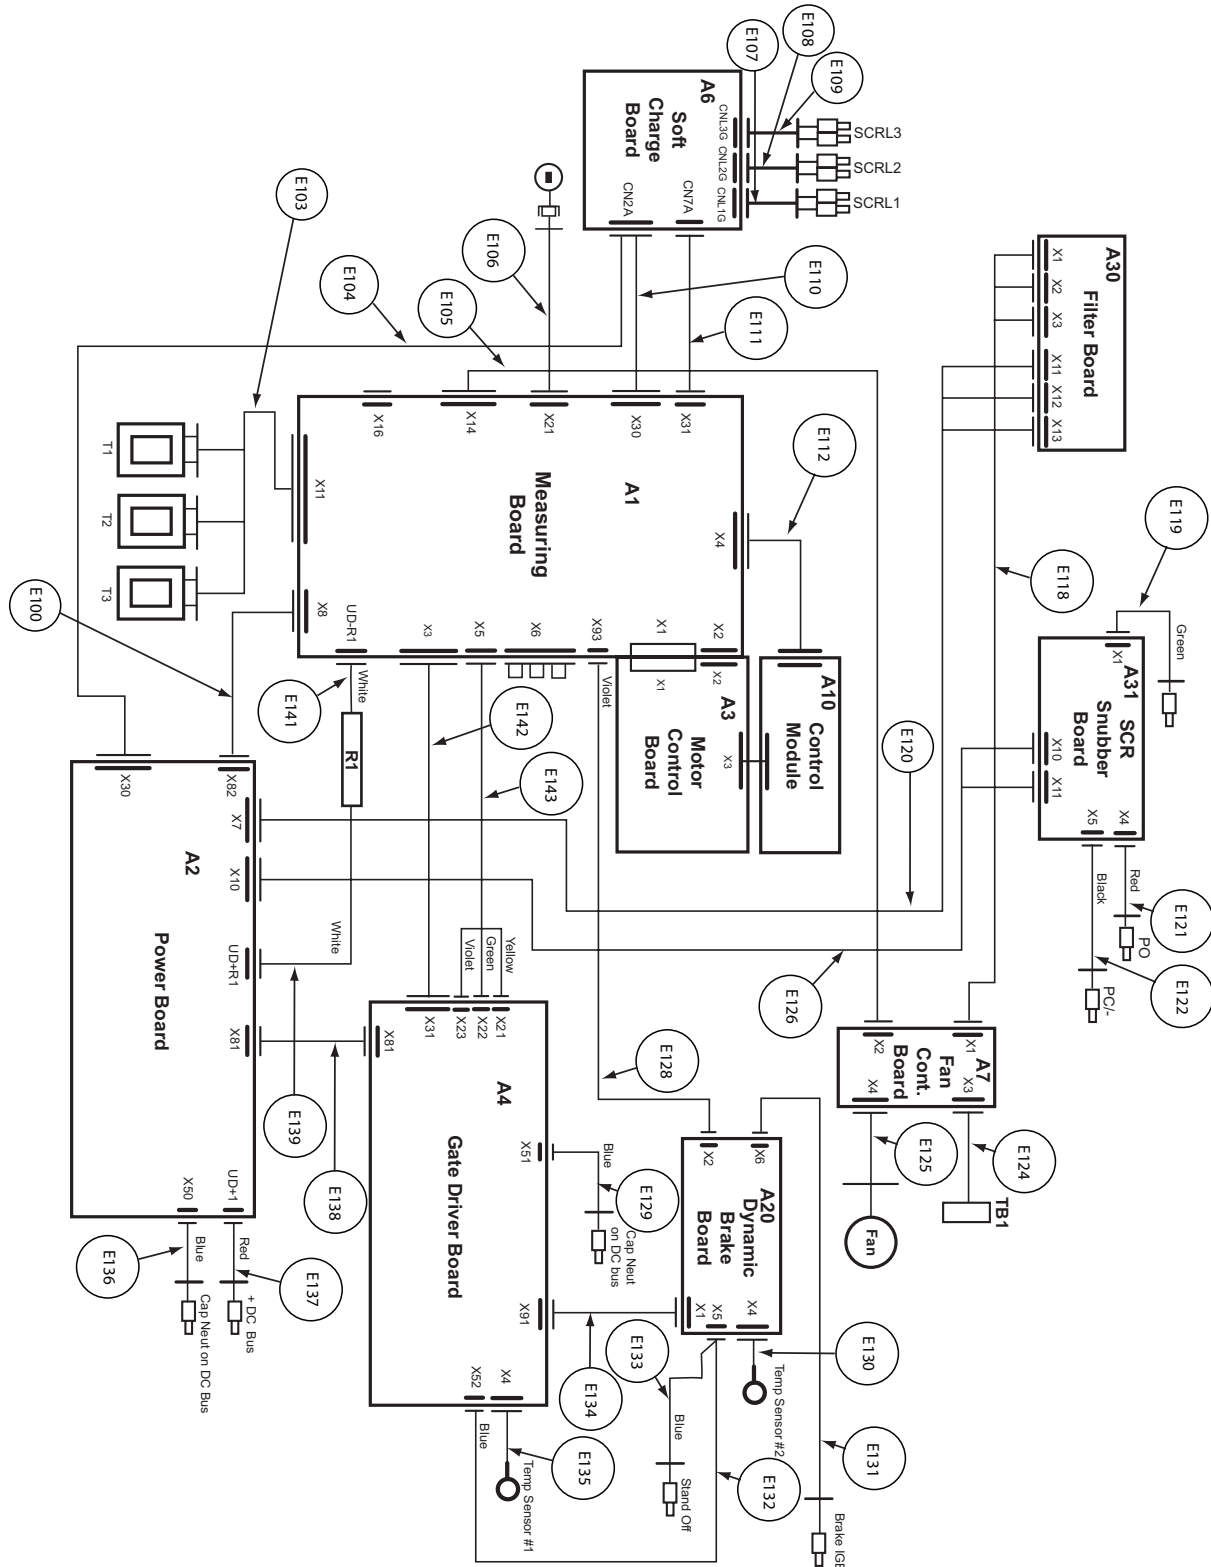 E107
E108
E109
SCRL3
SCRL2
SCRL1
A6
Soft
Charge
Board
CNL3G
CNL2G
CNL1G
CN2A
CN7A
E103
E104
E105
E106
E110
E111
A30
Filter Board
X1
X2
X3
X11
X12
X13
E112
A1
Measuring
Board
X16
X14
X21
X30
X31
X4
X11
X8
UD-R1
X3
X5
X6
X93
X1
X2
T1
T2
T3
E100
E141
White
R1
White
E142
E143
Violet
A3
Motor
Control
Board
X1
X2
X3
A10
Control
Module
E120
E118
E119
Green
A31
SCR
Snubber
Board
X1
X10
X11
X5
X4
Black
Red
E121
PO
E122
PC/-
E126
A2
Power Board
X30
X82
X7
X10
UD+R1
X81
X50
UD+1
E139
E138
E136
Blue
Cap Neut on DC Bus
E137
Red
+ DC Bus
Violet
Green
Yellow
X31
X23
X22
X21
X81
A4
Gate Driver Board
X51
X91
X52
X4
E128
Blue
E129
Cap Neut
on DC bus
E134
E135
Temp Sensor #1
Blue
A7
Fan
Cont.
Board
X1
X2
X3
X4
E125
E124
TB1
Fan
A20
Dynamic
Brake
Board
X2
X6
X1
X5
X4
E133
Blue
Stand Off
E130
Temp Sensor #2
E132
E131